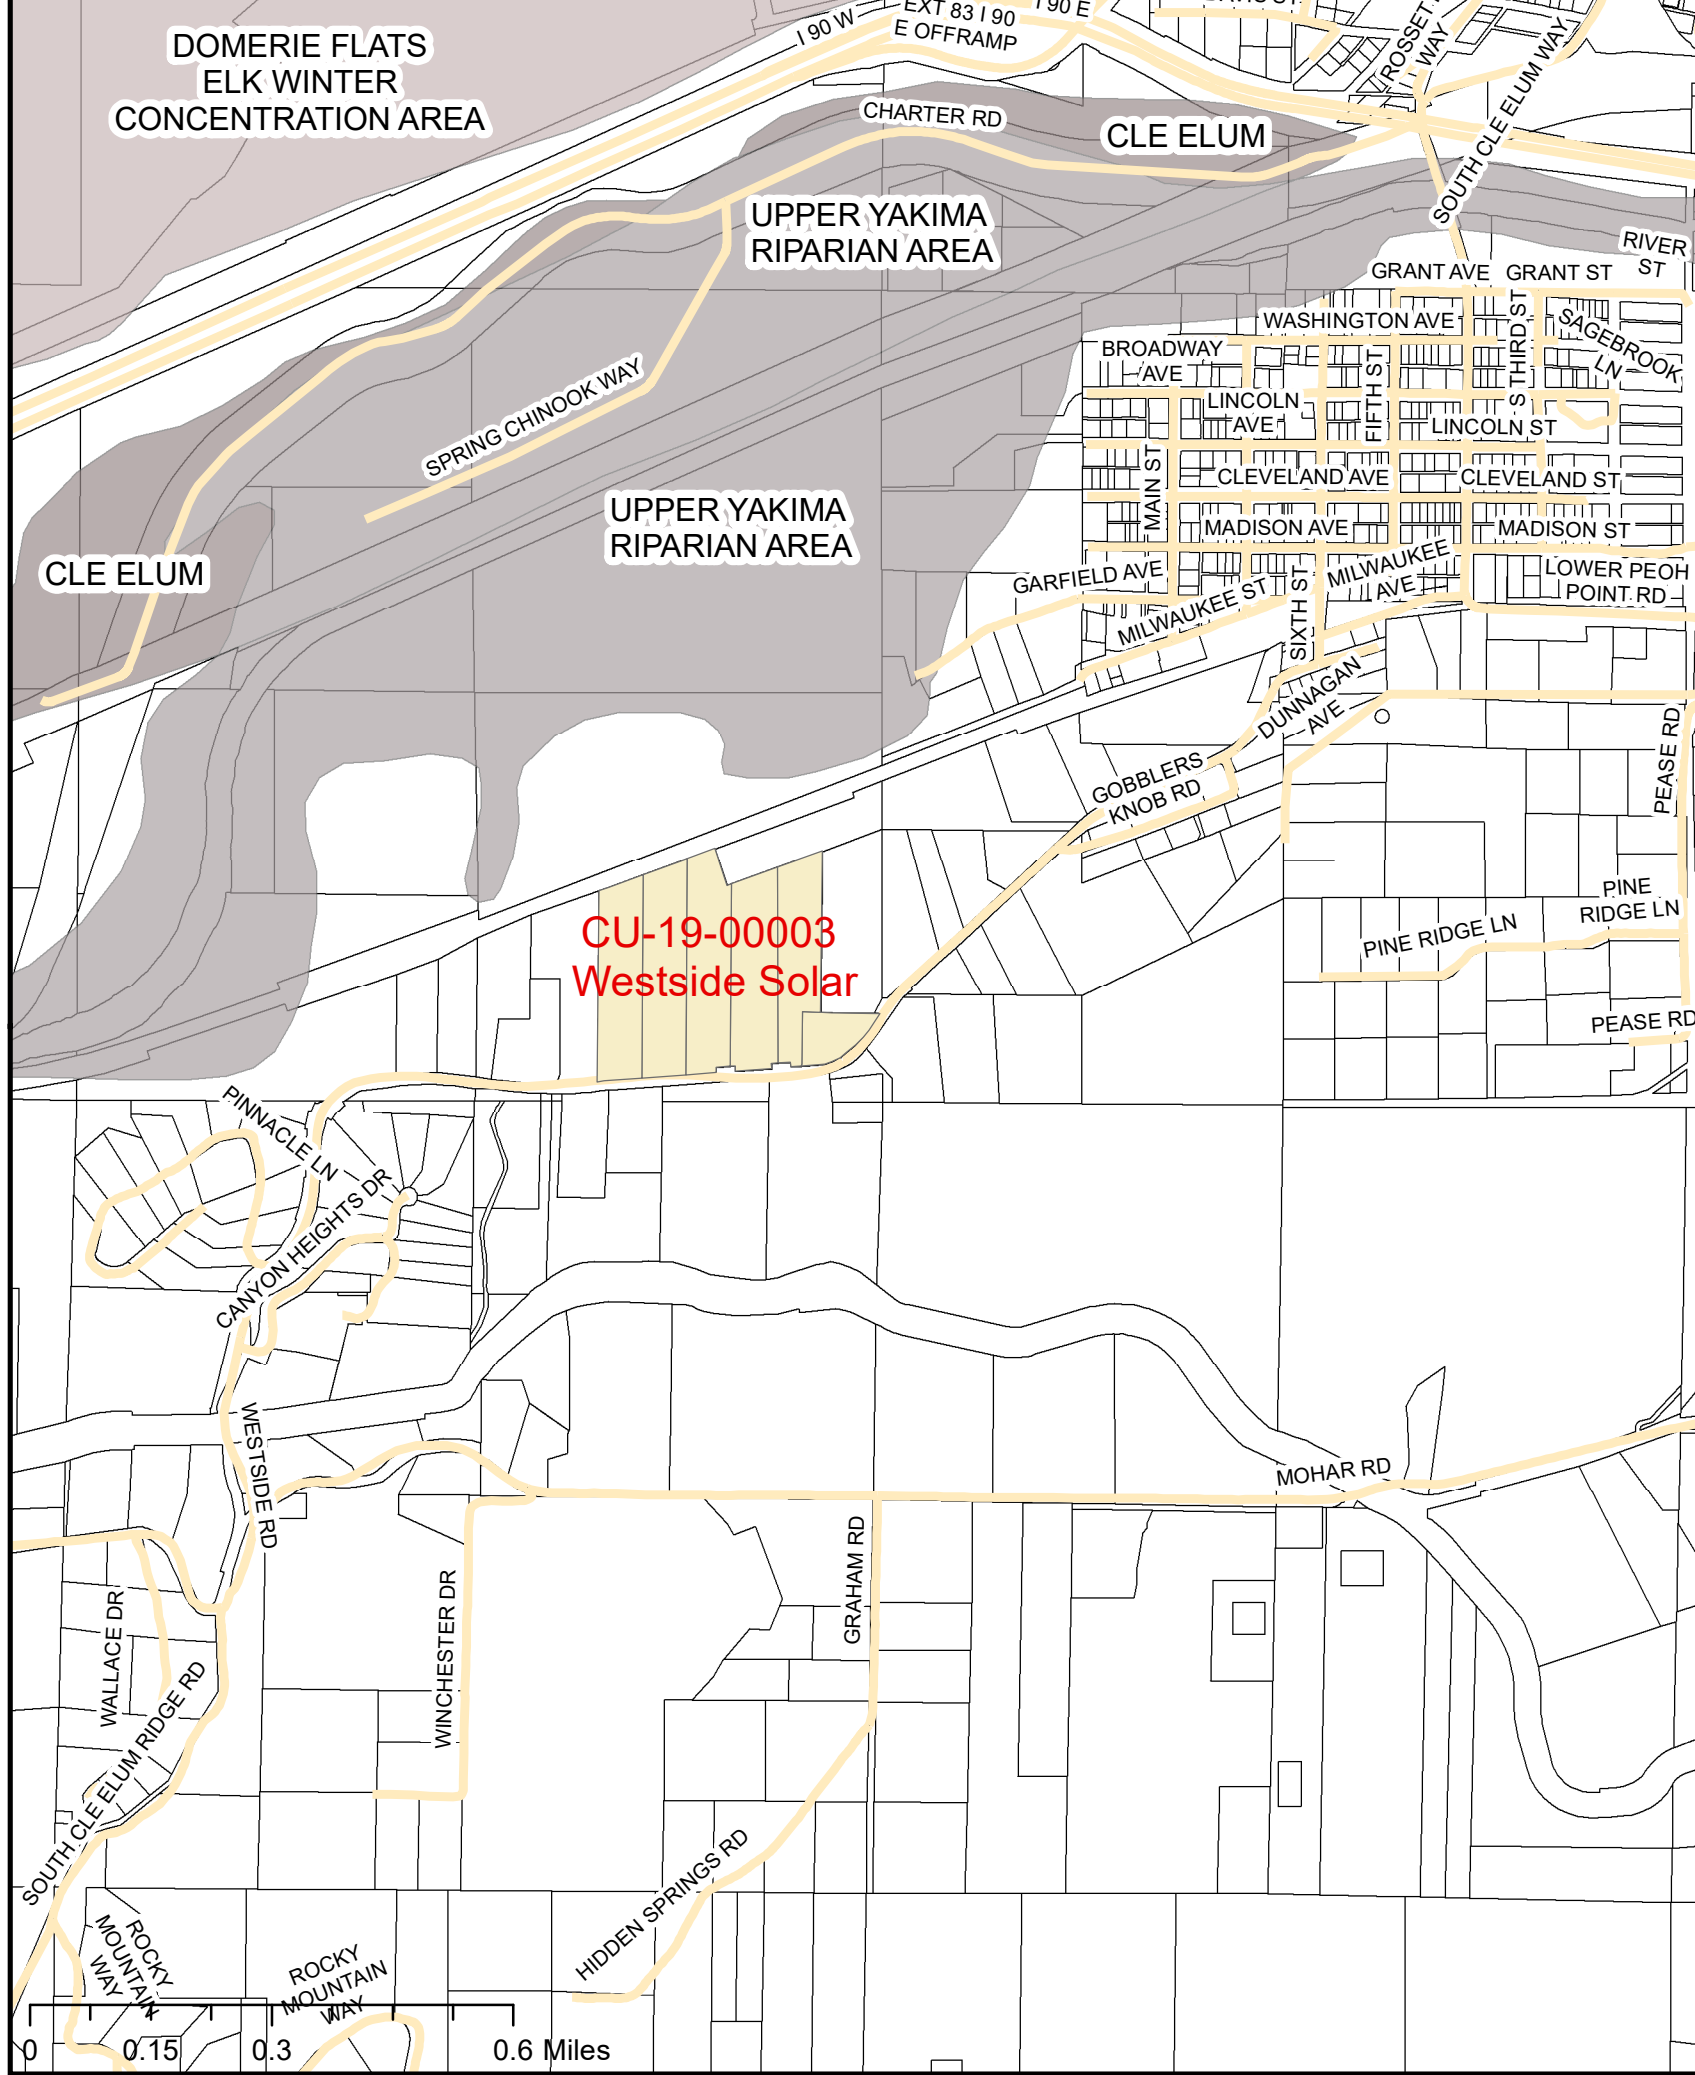 I 90 W
EXT 83 I 90
E OFFRAMP
I 90 E
DOMERIE FLATS
ELK WINTER
CONCENTRATION AREA
ROSSET
WAY
SOUTH CLE ELUM WAY
CHARTER RD
CLE ELUM
UPPER YAKIMA
RIPARIAN AREA
RIVER
ST
GRANT AVE
GRANT ST
WASHINGTON AVE
S THIRD ST
SAGEBROOK
LN
BROADWAY
AVE
FIFTH ST
LINCOLN
AVE
LINCOLN ST
SPRING CHINOOK WAY
MAIN ST
CLEVELAND AVE
CLEVELAND ST
UPPER YAKIMA
RIPARIAN AREA
MADISON AVE
MADISON ST
CLE ELUM
GARFIELD AVE
MILWAUKEE ST
SIXTH ST
MILWAUKEE
AVE
LOWER PEOH
POINT RD
DUNNAGAN
AVE
PEASE RD
GOBBLERS
KNOB RD
CU-19-00003
Westside Solar
PINE RIDGE LN
PINE
RIDGE LN
PEASE RD
PINNACLE LN
CANYON HEIGHTS DR
WESTSIDE RD
MOHAR RD
WALLACE DR
WINCHESTER DR
GRAHAM RD
SOUTH CLE ELUM RIDGE RD
HIDDEN SPRINGS RD
ROCKY
MOUNTAIN
WAY
ROCKY
MOUNTAIN
WAY
0 0.15 0.3 0.6 Miles